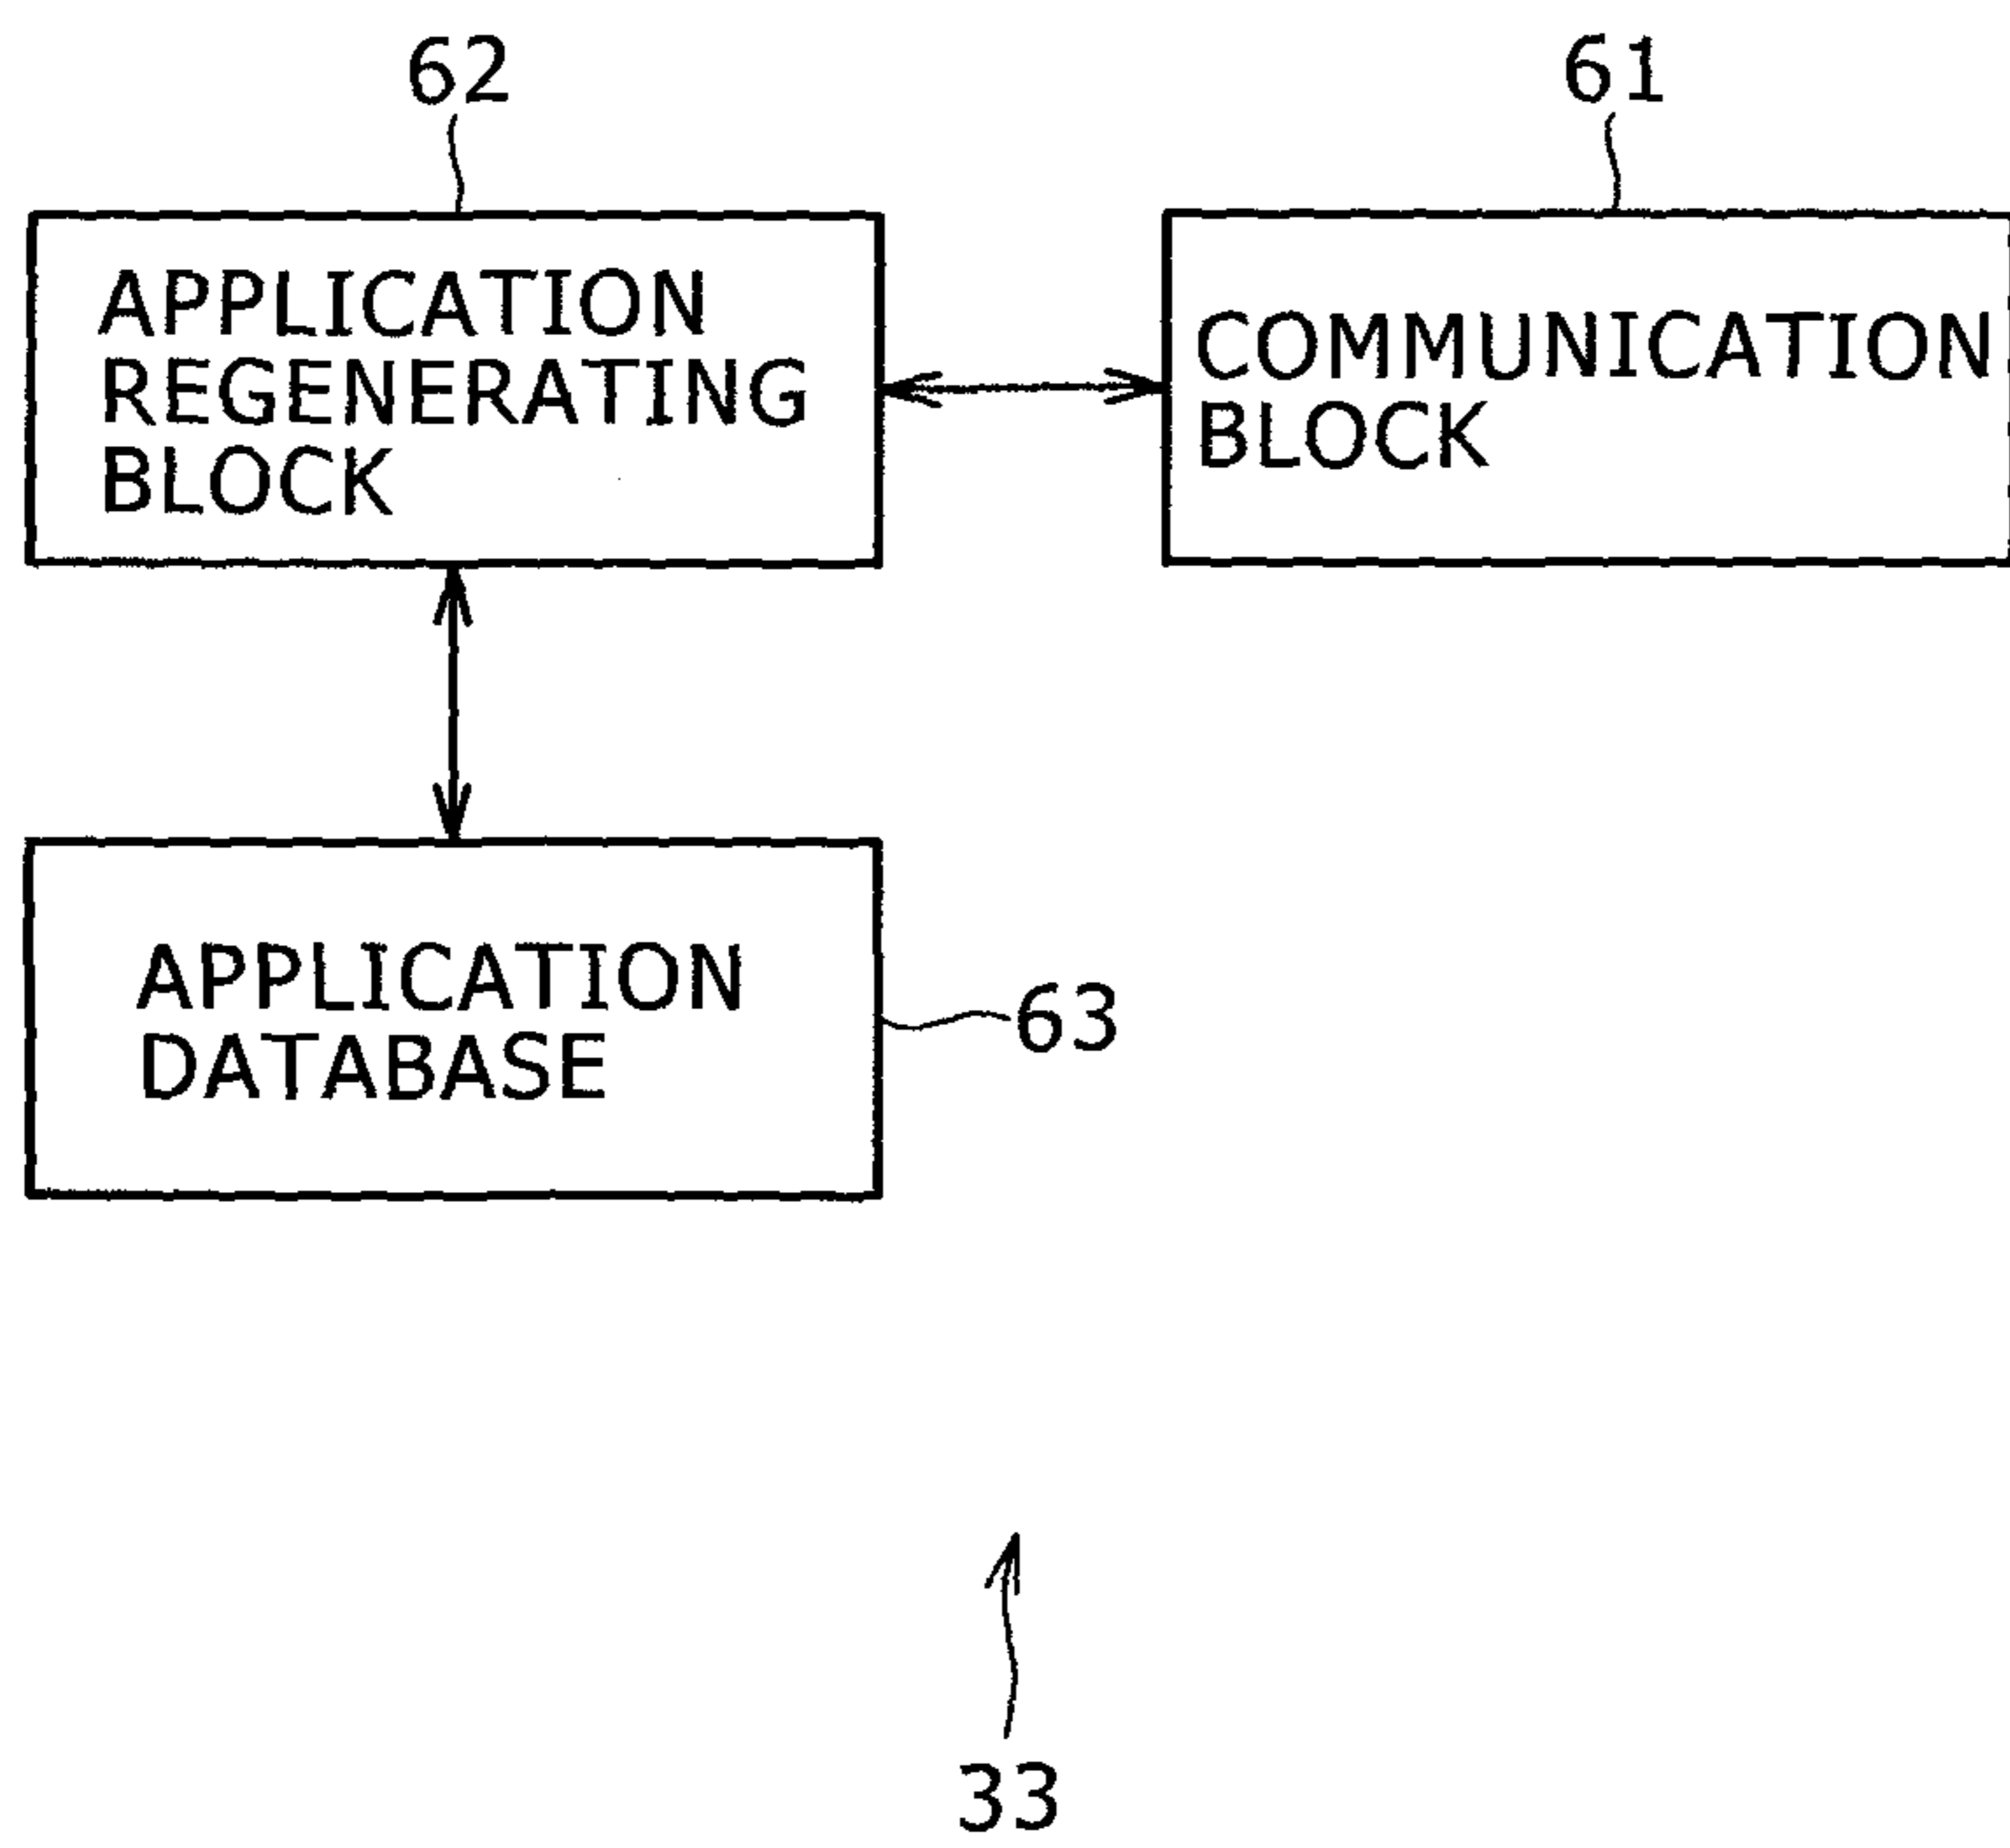 62
61
APPLICATION
REGENERATING
BLOCK
COMMUNICATION
BLOCK
APPLICATION
DATABASE
63
33